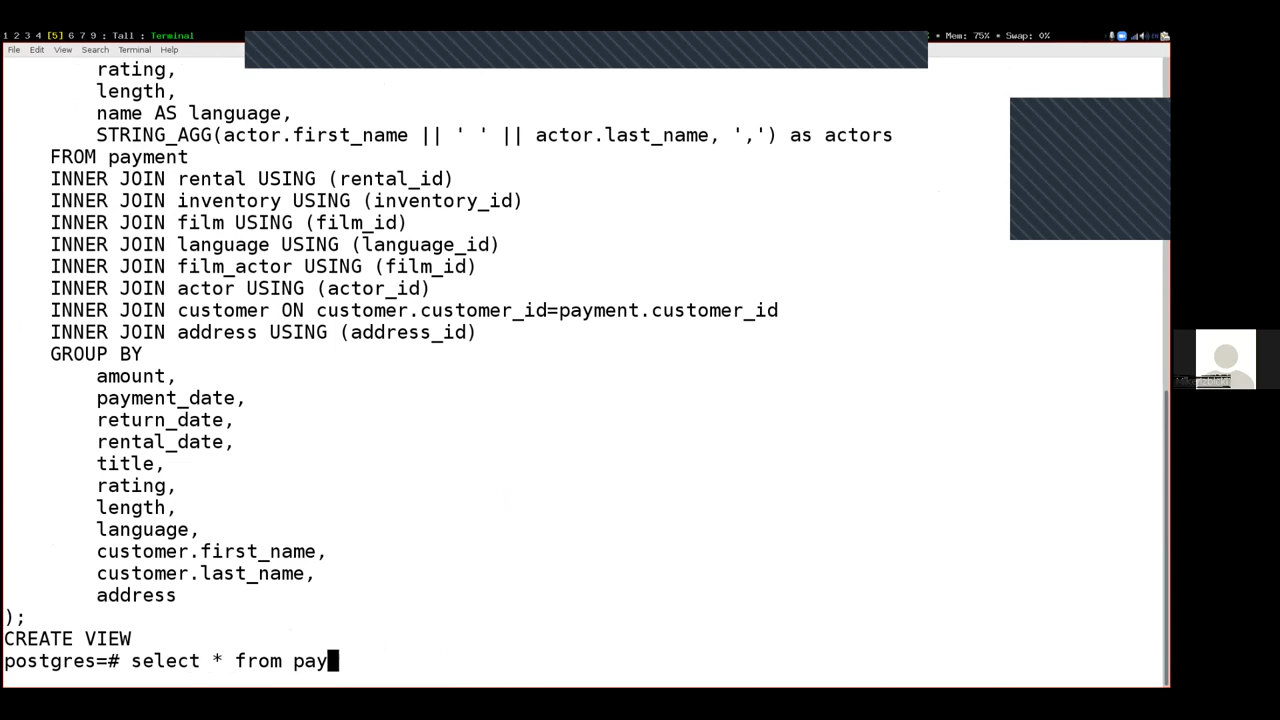 1 2 3 4 [5] 6 7 9 : Tall : Terminal
* Mem: 75% * Swap: 0%
File Edit View Search Terminal Help
rating,
length,
name AS language,
STRING_AGG(actor.first_name || ' ' || actor.last_name, ',') as actors
FROM payment
INNER JOIN rental USING (rental_id)
INNER JOIN inventory USING (inventory_id)
INNER JOIN film USING (film_id)
INNER JOIN language USING (language_id)
INNER JOIN film_actor USING (film_id)
INNER JOIN actor USING (actor_id)
INNER JOIN customer ON customer.customer_id=payment.customer_id
INNER JOIN address USING (address_id)
GROUP BY
amount,
payment_date,
return_date,
rental_date,
title,
rating,
length,
language,
customer.first_name,
customer.last_name,
address
);
CREATE VIEW
postgres=# select * from pay